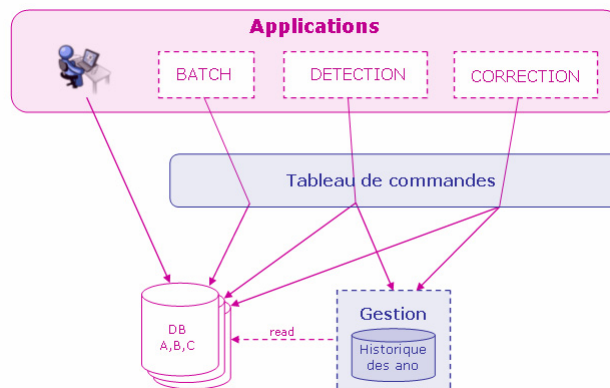 Applications
BATCH
DETECTION
CORRECTION
Tableau de commandes
DB
A,B,C
read
Gestion
Historique
des ano